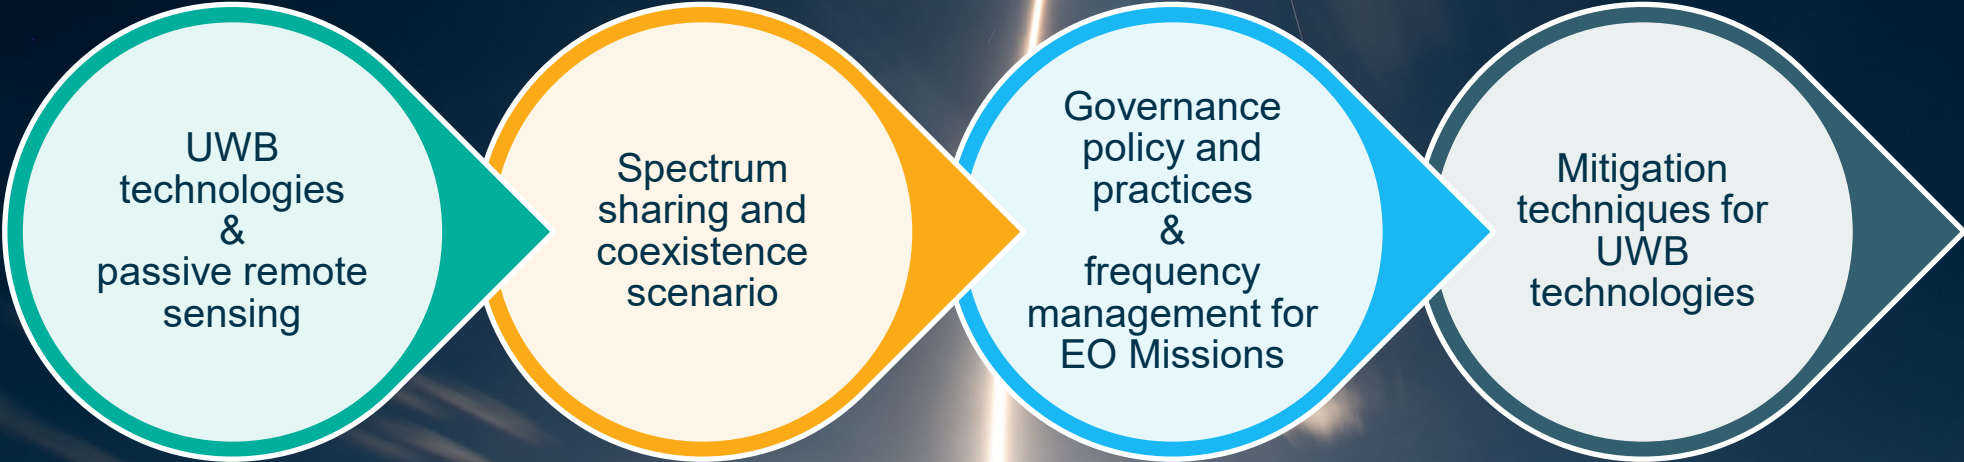 UWB
technologies
&
passive remote
sensing
Spectrum
sharing and
coexistence
scenario
Governance
policy and
practices
&
frequency
management for
EO Missions
Mitigation
techniques for
UWB
technologies